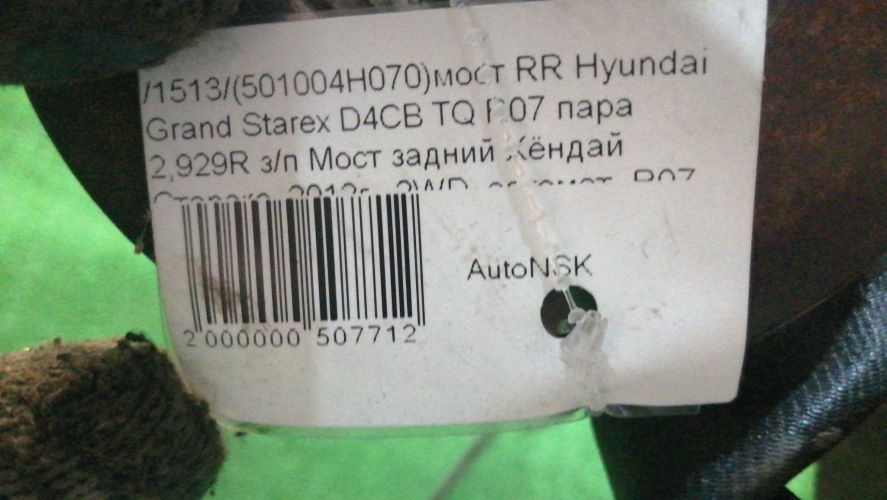 /1513/(501004H070)мост RR Hyundai
Grand Starex D4CB TQ R07 пара
2,929R з/п Мост задний Хёндай
2WD
AutoNSK
2 000000 507712